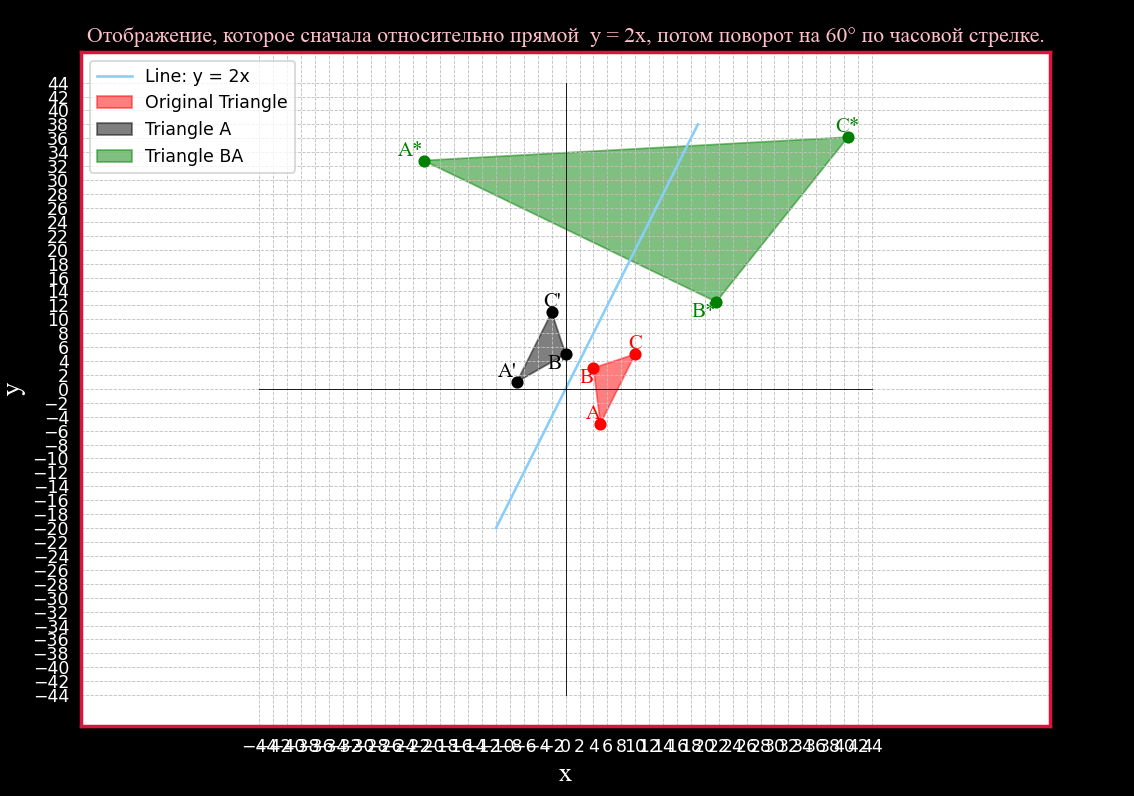 Отображение, которое сначала относительно прямой y = 2x, потом поворот на 60° по часовой стрелке.
Line: y = 2x
Original Triangle
Triangle A
Triangle BA
44
42
40
38
36
34
32
30
28
26
24
22
20
18
16
14
12
10
8
6
4
2
0
−2
−4
−6
−8
−10
−12
−14
−16
−18
−20
−22
−24
−26
−28
−30
−32
−34
−36
−38
−40
−42
−44
y
C*
A*
B*
C'
B'
A'
C
B
A
−44−42−40−38−36−34−32−30−28−26−24−22−20−18−16−14−12−10−8−6−4−2 0 2 4 6 8 10 12 14 16 18 20 22 24 26 28 30 32 34 36 38 40 42 44
x